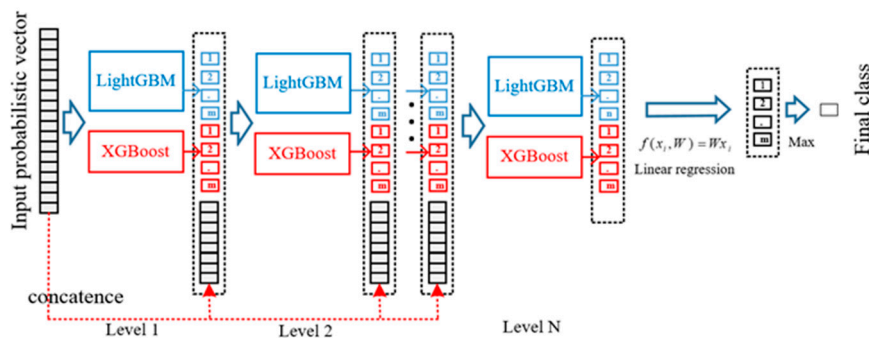 Input probabilistic vector
LightGBM
XGBoost
1
2
.
m
1
2
.
m
LightGBM
XGBoost
1
2
.
m
1
2
.
m
1
2
.
m
1
2
.
m
LightGBM
XGBoost
1
2
.
n
1
2
.
m
f(x_i, W) = Wx_i
Linear regression
1
2
.
m
Max
Final class
concatence
Level 1
Level 2
Level N